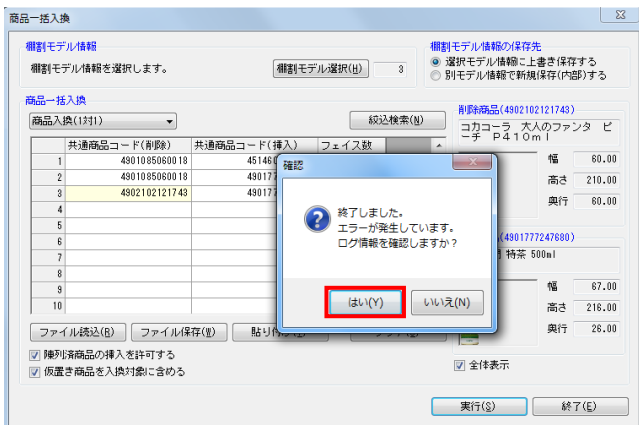 商品一括入換
棚割モデル情報
棚割モデル情報を選択します。
棚割モデル選択(H)
3
棚割モデル情報の保存先
選択モデル情報に上書き保存する
別モデル情報で新規保存(内部)する
商品一括入換
商品入換(1対1)
絞込検索(N)
共通商品コード(削除) 共通商品コード(挿入) フェイス数
1 4901085060018 45146
2 4901085060018 49017
3 4902102121743 49017
4
5
6
7
8
9
10
ファイル読込(R)
ファイル保存(W)
貼り付け
陳列済商品の挿入を許可する
仮置き商品を入換対象に含める
削除商品(4902102121743)
コカコーラ 大人のファンタ ピ
ーチ P410ml
幅 60.00
高さ 210.00
奥行 60.00
(4901777247680)
特茶 500ml
幅 67.00
高さ 216.00
奥行 26.00
全体表示
実行(S)
終了(E)
確認
終了しました。
エラーが発生しています。
ログ情報を確認しますか?
はい(Y)
いいえ(N)